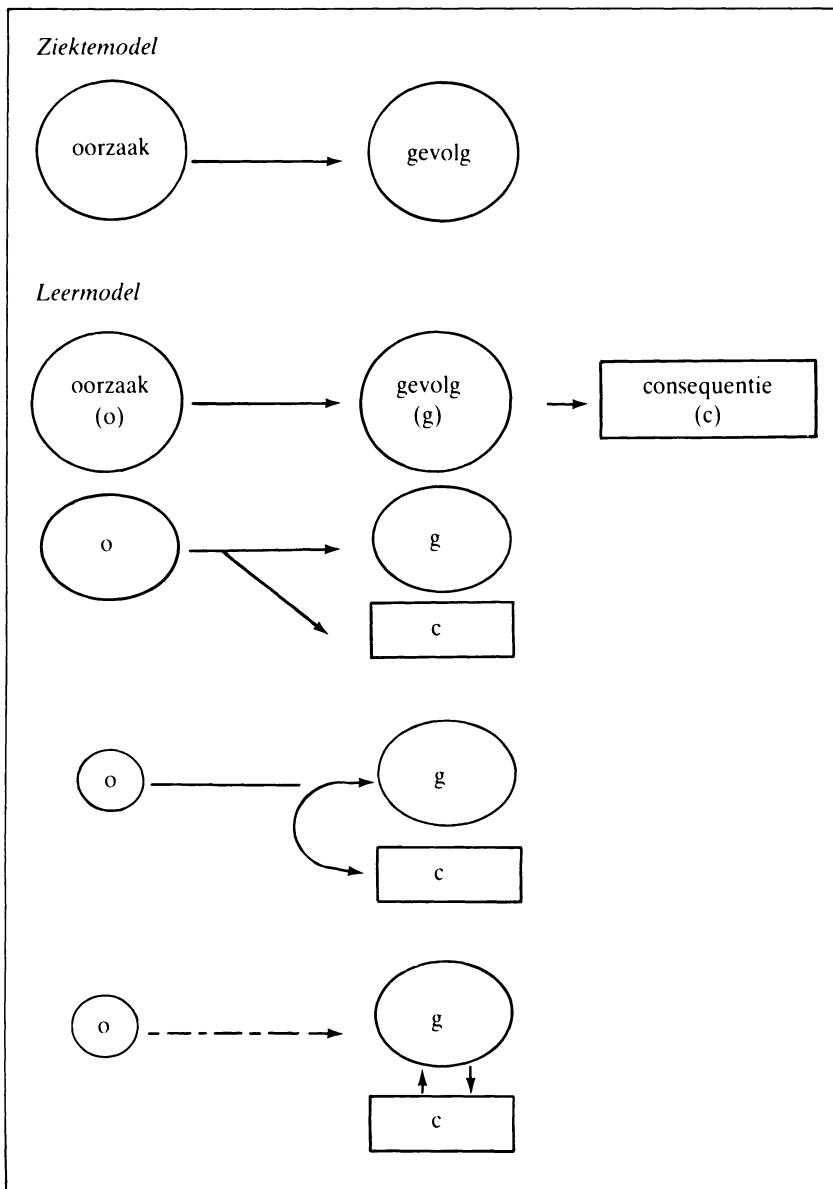 Ziektemodel
oorzaak
gevolg
Leermodel
oorzaak
(o)
gevolg
(g)
consequentie
(c)
o
g
c
o
g
c
o
g
c